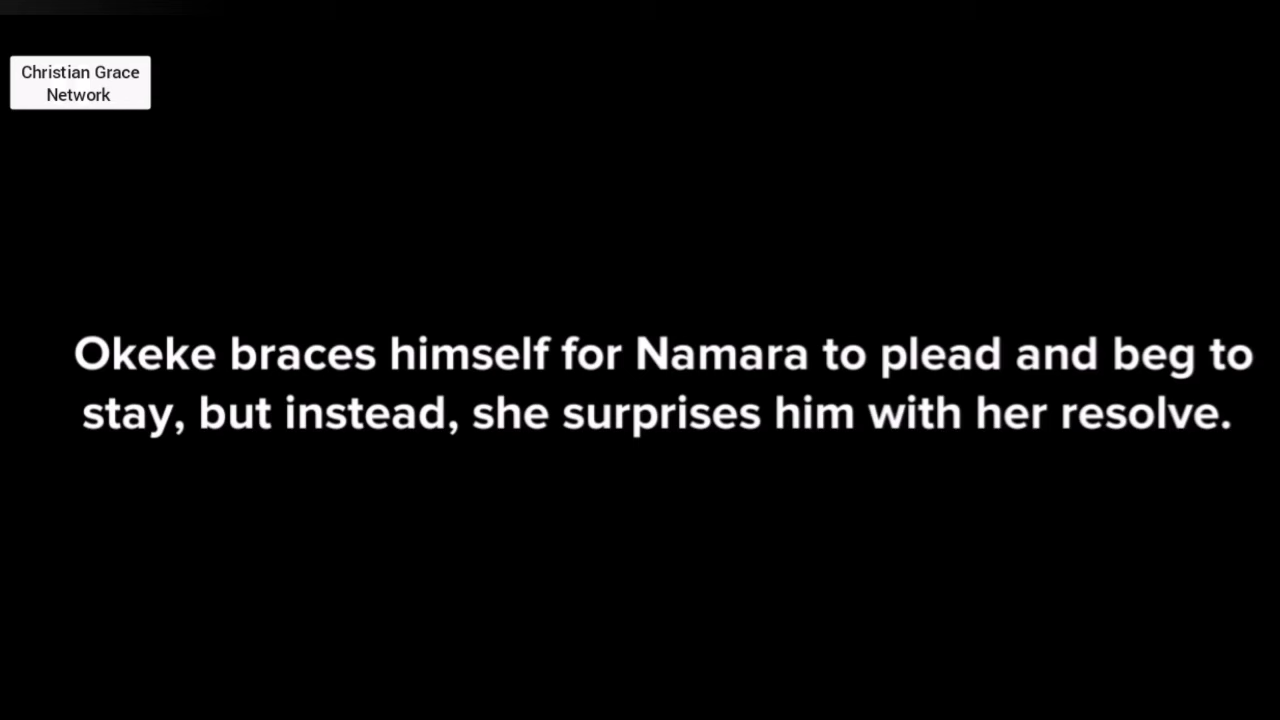 Christian Grace
Network
Okeke braces himself for Namara to plead and beg to
stay, but instead, she surprises him with her resolve.